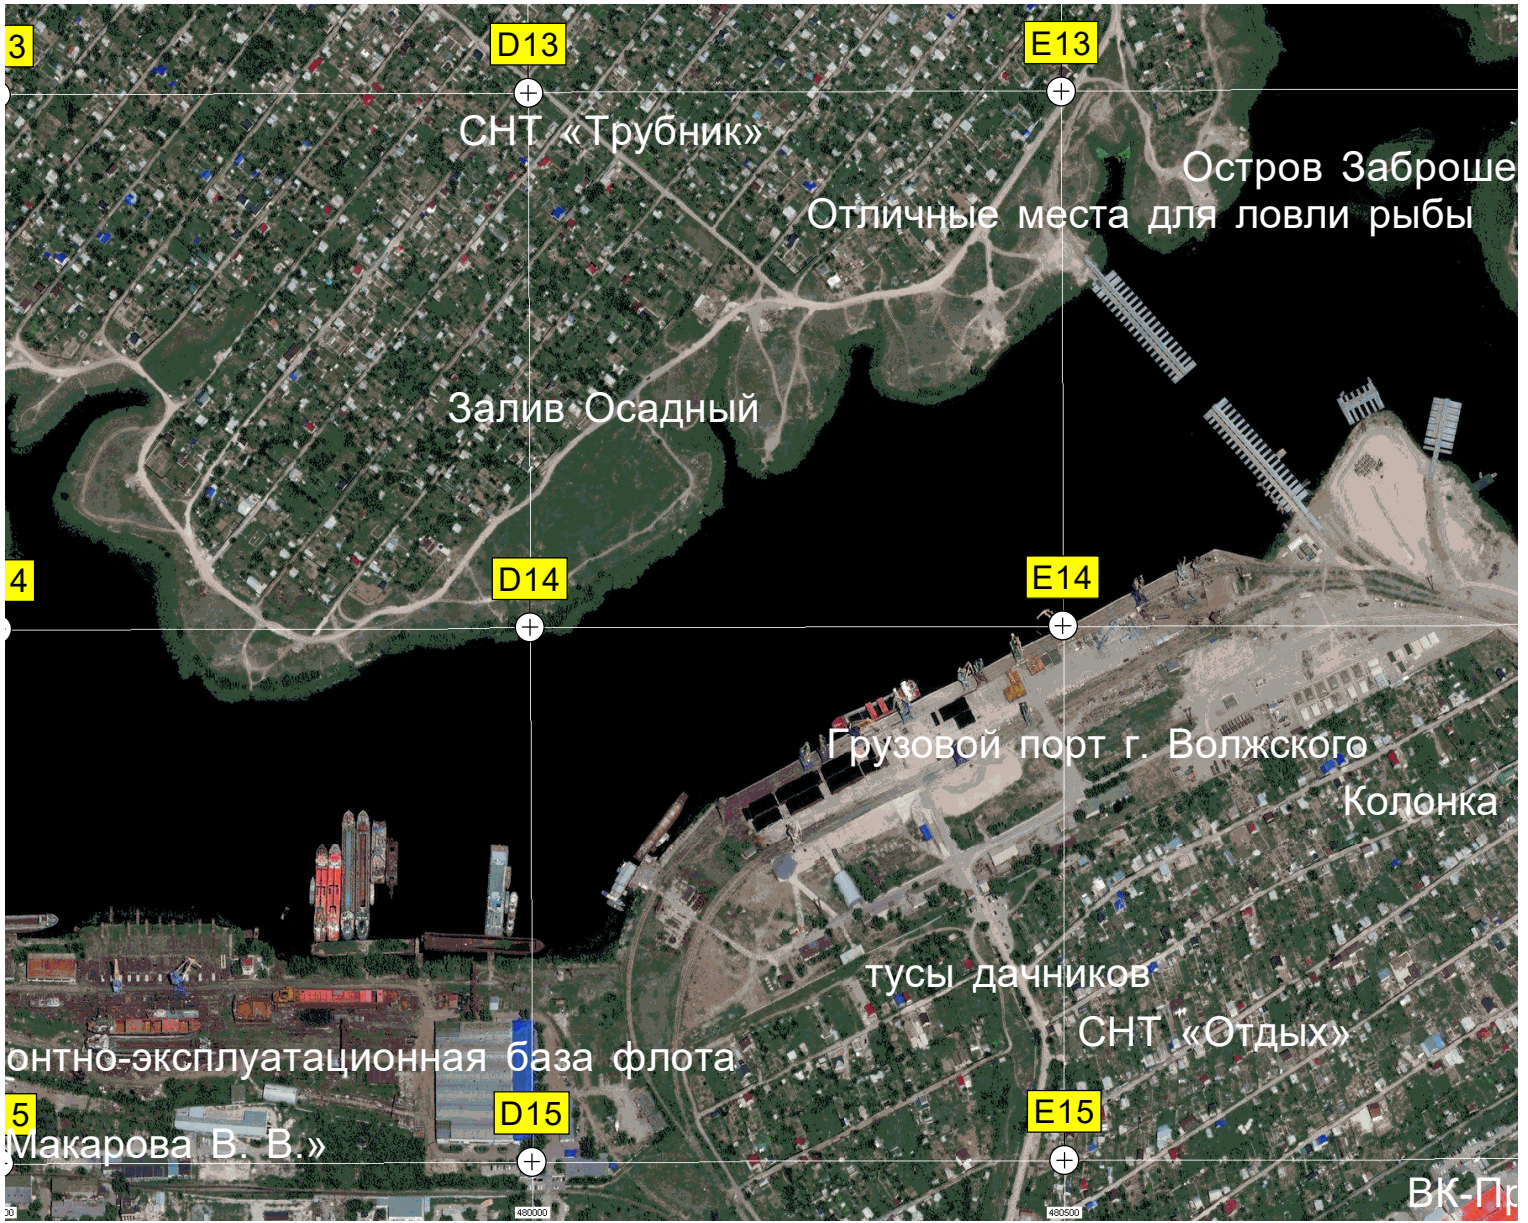 3
D13
E13
СНТ «Трубник»
Остров Заброше
Отличные места для ловли рыбы
Залив Осадный
4
D14
E14
Грузовой порт г. Волжского
Колонка
тусы дачников
СНТ «Отдых»
онтно-эксплуатационная база флота
5
D15
E15
Макарова В. В.»
ВК-Пр
00
480000
480500